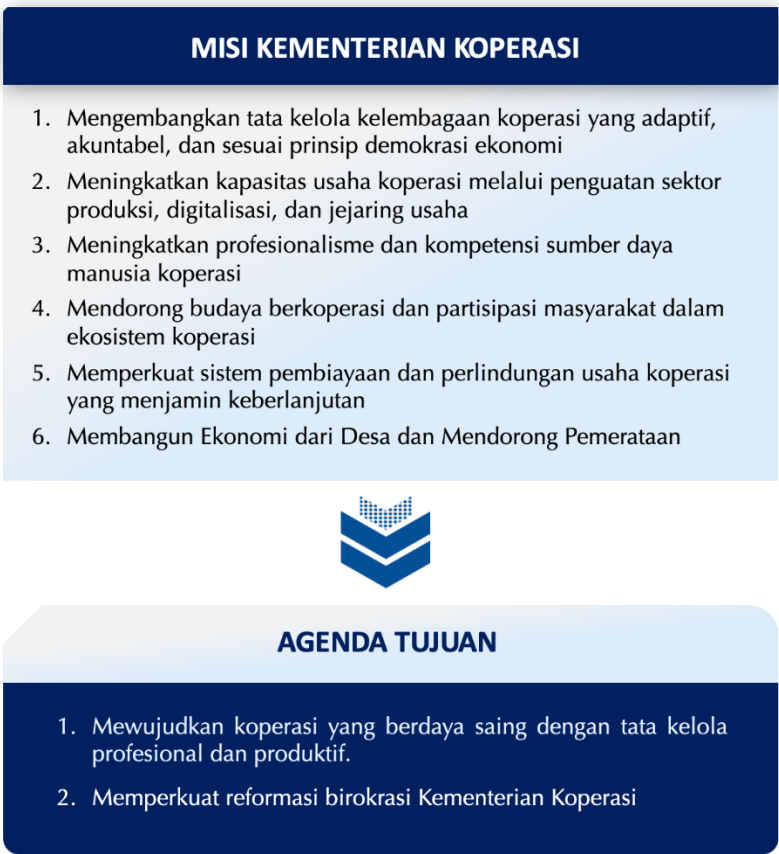 MISI KEMENTERIAN KOPERASI
1. Mengembangkan tata kelola kelembagaan koperasi yang adaptif,
akuntabel, dan sesuai prinsip demokrasi ekonomi
2. Meningkatkan kapasitas usaha koperasi melalui penguatan sektor
produksi, digitalisasi, dan jejaring usaha
3. Meningkatkan profesionalisme dan kompetensi sumber daya
manusia koperasi
4. Mendorong budaya berkoperasi dan partisipasi masyarakat dalam
ekosistem koperasi
5. Memperkuat sistem pembiayaan dan perlindungan usaha koperasi
yang menjamin keberlanjutan
6. Membangun Ekonomi dari Desa dan Mendorong Pemerataan
AGENDA TUJUAN
1. Mewujudkan koperasi yang berdaya saing dengan tata kelola
profesional dan produktif.
2. Memperkuat reformasi birokrasi Kementerian Koperasi